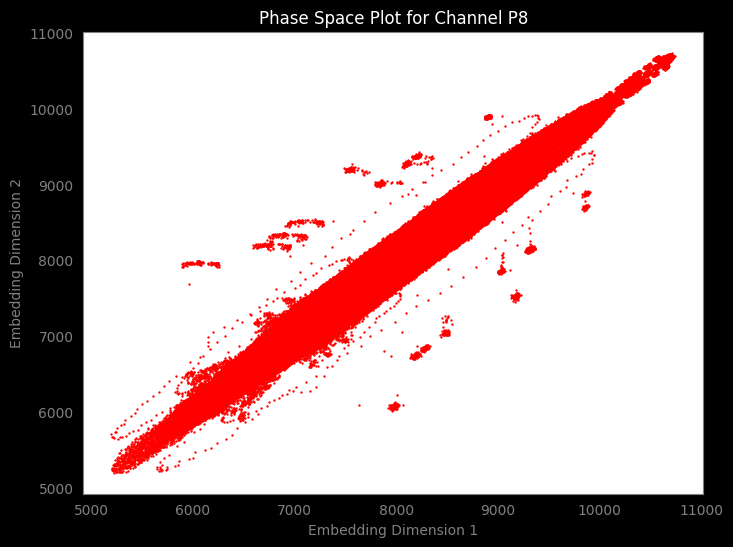 Phase Space Plot for Channel P8
Embedding Dimension 2
11000
10000
9000
8000
7000
6000
5000
5000 6000 7000 8000 9000 10000 11000
Embedding Dimension 1